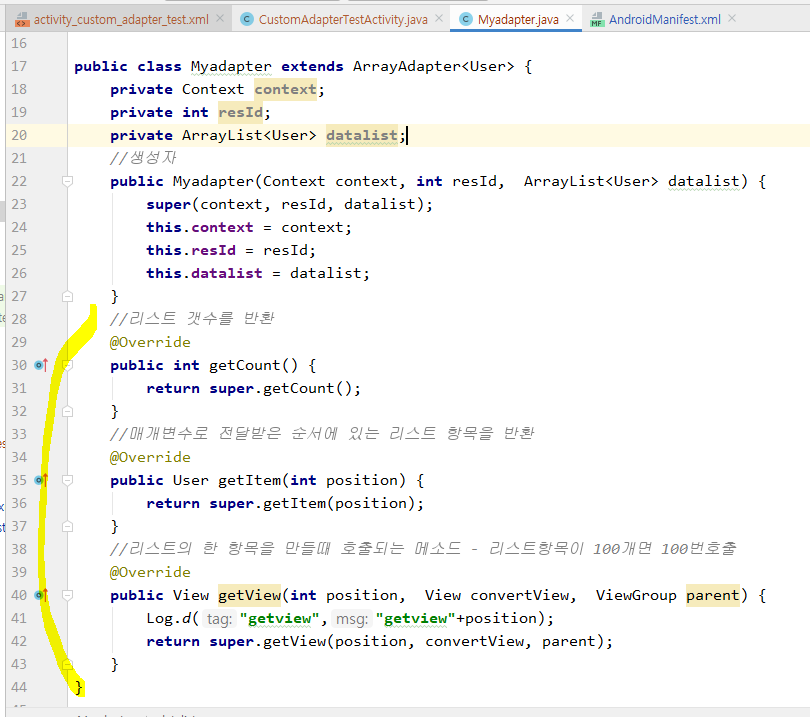 activity_custom_adapter_test.xml CustomAdapterTestActivity.java Myadapter.java AndroidManifest.xml
16
17 public class Myadapter extends ArrayAdapter<User> {
18 private Context context;
19 private int resId;
20 private ArrayList<User> datalist;
21 //생성자
22 public Myadapter(Context context, int resId, ArrayList<User> datalist) {
23 super(context, resId, datalist);
24 this.context = context;
25 this.resId = resId;
26 this.datalist = datalist;
27 }
28 //리스트 갯수를 반환
29 @Override
30 public int getCount() {
31 return super.getCount();
32 }
33 //매개변수로 전달받은 순서에 있는 리스트 항목을 반환
34 @Override
35 public User getItem(int position) {
36 return super.getItem(position);
37 }
38 //리스트의 한 항목을 만들때 호출되는 메소드 - 리스트항목이 100개면 100번호출
39 @Override
40 public View getView(int position, View convertView, ViewGroup parent) {
41 Log.d( tag: "getview", msg: "getview"+position);
42 return super.getView(position, convertView, parent);
43 }
44 }